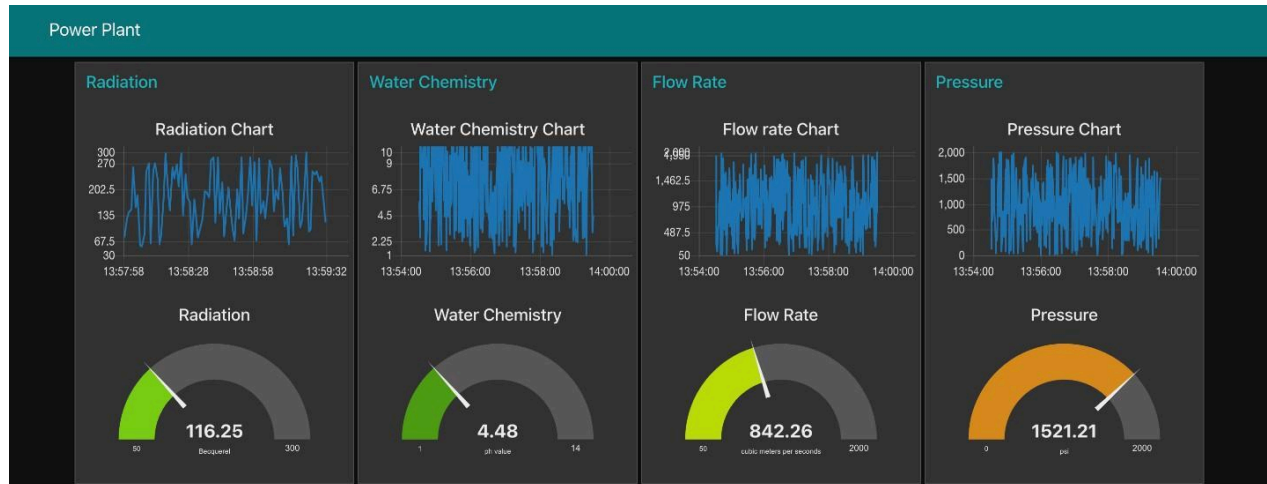 Power Plant
Radiation
Radiation Chart
300
270
202.5
135
67.5
30
13:57:58 13:58:28 13:58:58 13:59:32
Radiation
116.25
Becquerel
50 300
Water Chemistry
Water Chemistry Chart
10
9
6.75
4.5
2.25
1
13:54:00 13:56:00 13:58:00 14:00:00
Water Chemistry
4.48
ph value
1 14
Flow Rate
Flow rate Chart
1,462.5
975
487.5
50
13:54:00 13:56:00 13:58:00 14:00:00
Flow Rate
842.26
cubic meters per seconds
50 2000
Pressure
Pressure Chart
2,000
1,500
1,000
500
0
13:54:00 13:56:00 13:58:00 14:00:00
Pressure
1521.21
psi
0 2000